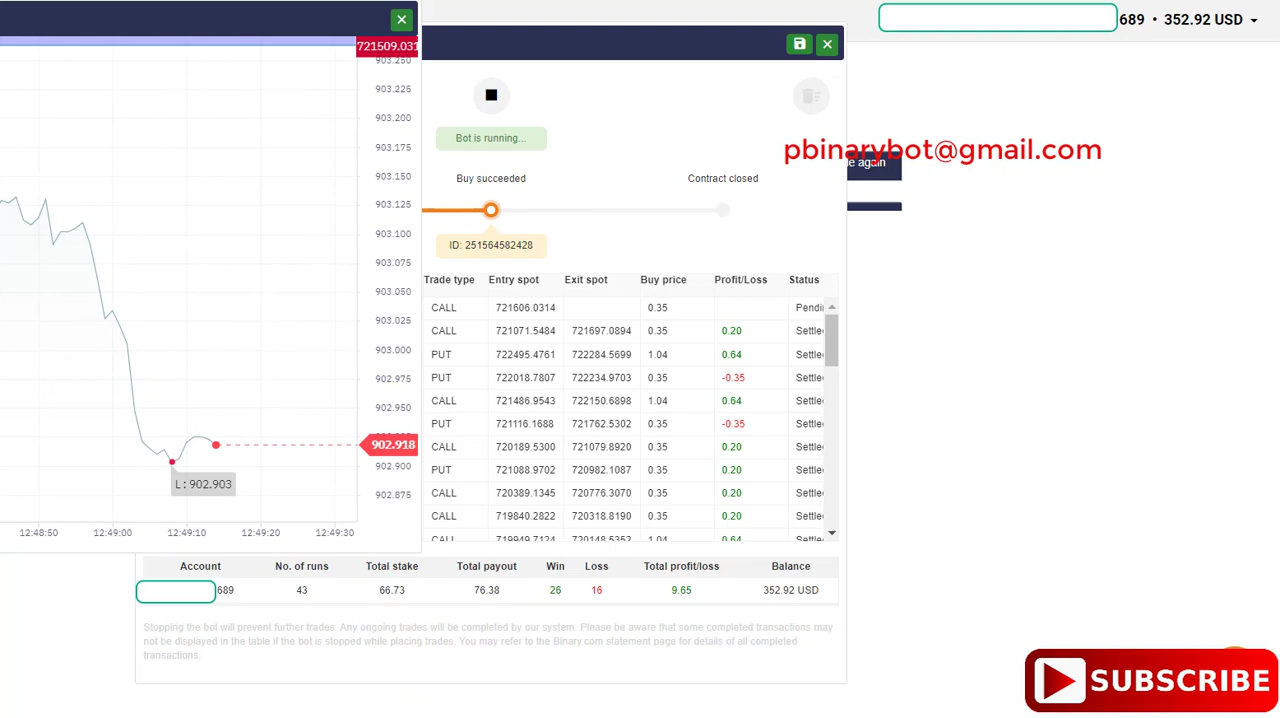 689 • 352.92 USD
721509.031
903.250
903.225
903.200
903.175
903.150
903.125
903.100
903.075
903.050
903.025
903.000
902.975
902.950
902.918
902.900
902.875
L: 902.903
12:48:50 12:49:00 12:49:10 12:49:20 12:49:30
Bot is running...
pbinarybot@gmail.com
again
Buy succeeded Contract closed
ID: 251564582428
Trade type Entry spot Exit spot Buy price Profit/Loss Status
CALL 721606.0314 0.35
CALL 721071.5484 721697.0894 0.35 0.20
PUT 722495.4761 722284.5699 1.04 0.64
PUT 722018.7807 722234.9703 0.35 -0.35
CALL 721486.9543 722150.6898 1.04 0.64
PUT 721116.1688 721762.5302 0.35 -0.35
CALL 720189.5300 721079.8920 0.35 0.20
PUT 721088.9702 720982.1087 0.35 0.20
CALL 720389.1345 720776.3070 0.35 0.20
CALL 719840.2822 720318.8190 0.35 0.20
CALL 719949.7124 720148.5352 1.04 0.64
Account No. of runs Total stake Total payout Win Loss Total profit/loss Balance
689 43 66.73 76.38 26 16 9.65 352.92 USD
Stopping the bot will prevent further trades. Any ongoing trades will be completed by our system. Please be aware that some completed transactions may
not be displayed in the table if the bot is stopped while placing trades. You may refer to the Binary.com statement page for details of all completed
transactions.
SUBSCRIBE